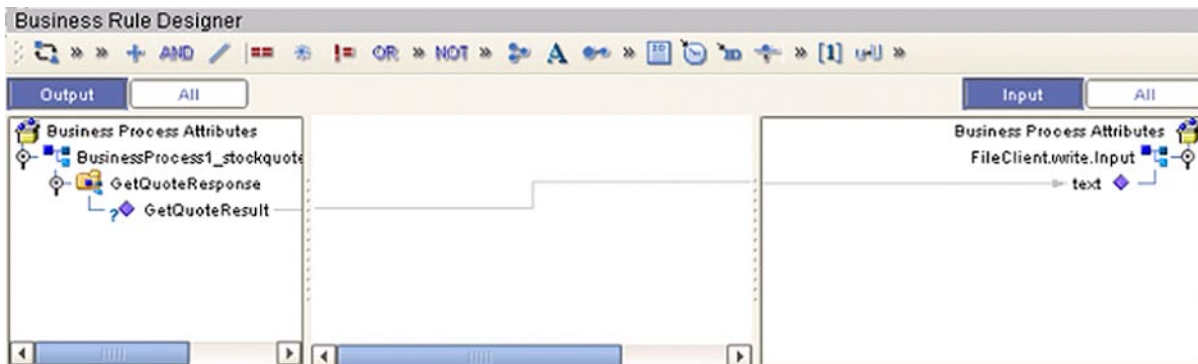 Business Rule Designer
» » AND == != OR » NOT » A » 10 » [1] »
Output All Input All
Business Process Attributes
BusinessProcess1_stockquote
GetQuoteResponse
? GetQuoteResult
Business Process Attributes
FileClient.write.Input
text